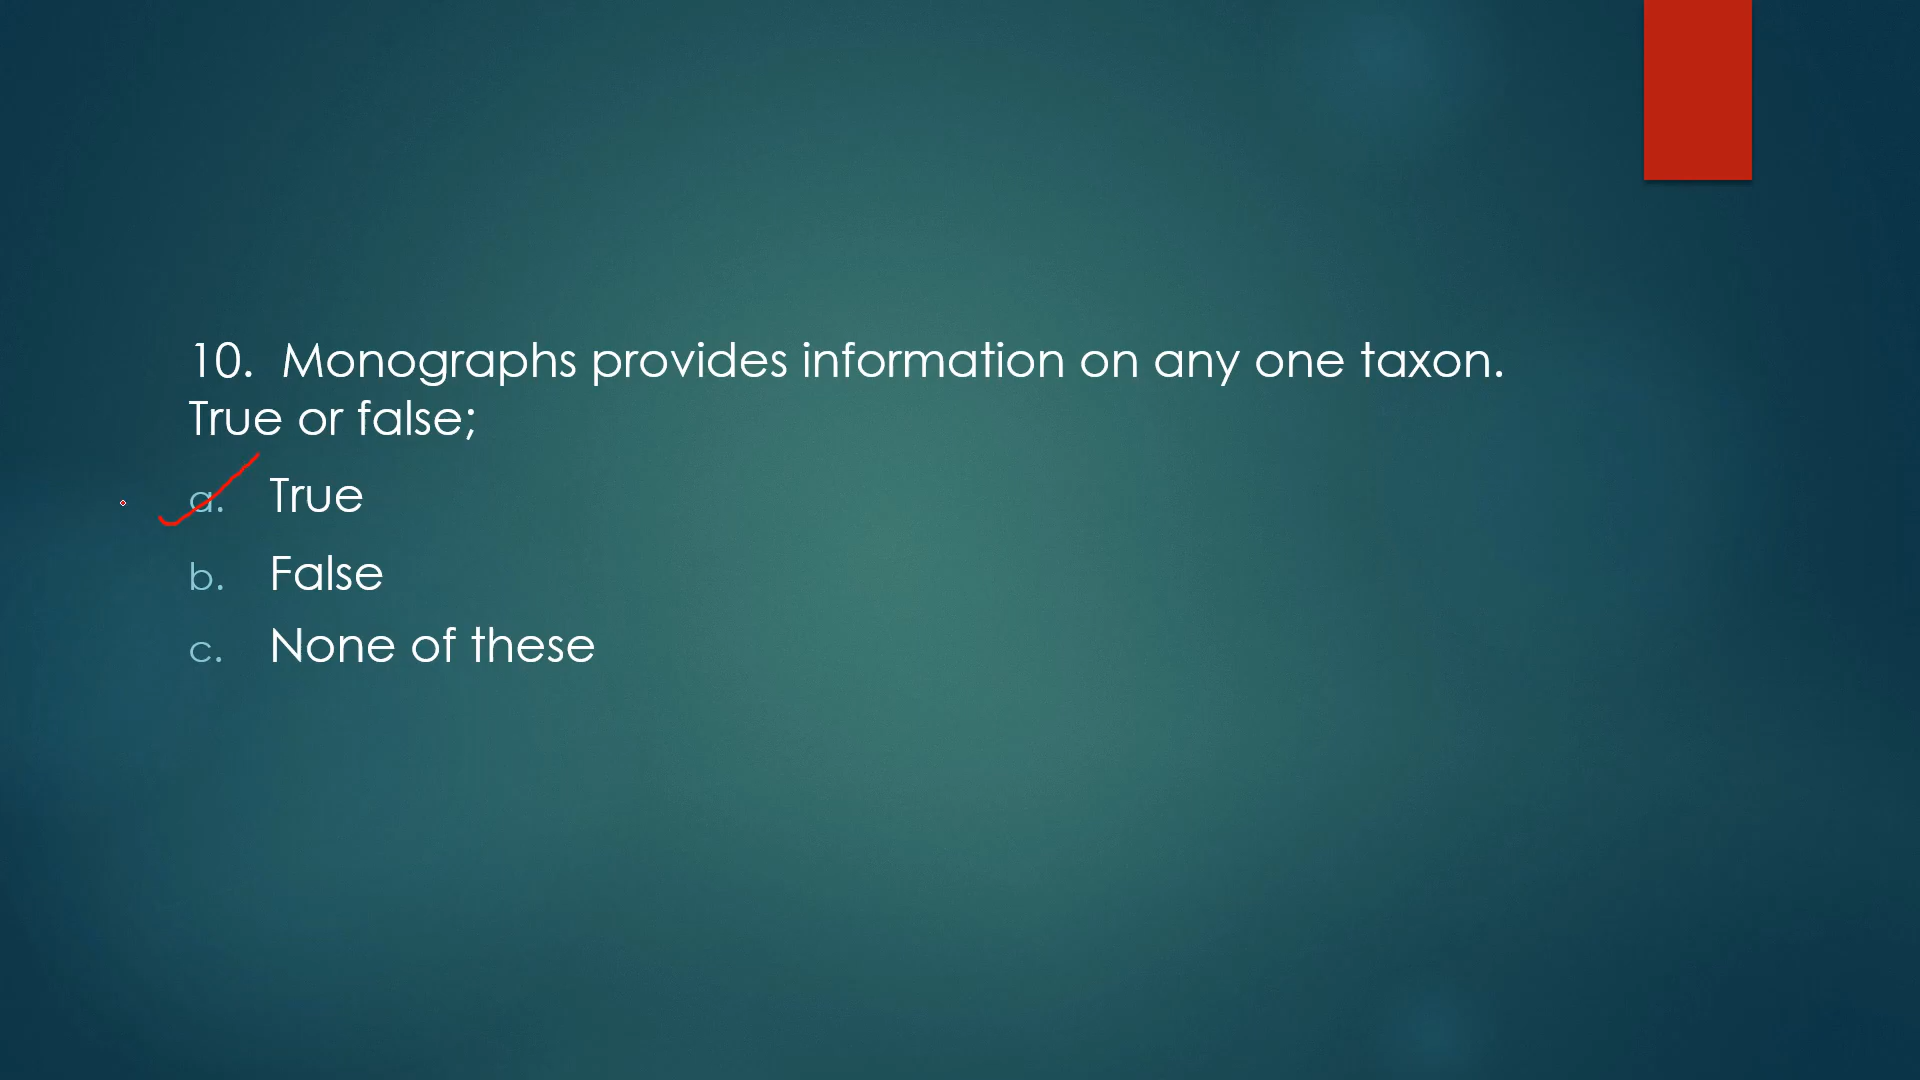 10. Monographs provides information on any one taxon.
True or false;
a. True
b. False
c. None of these